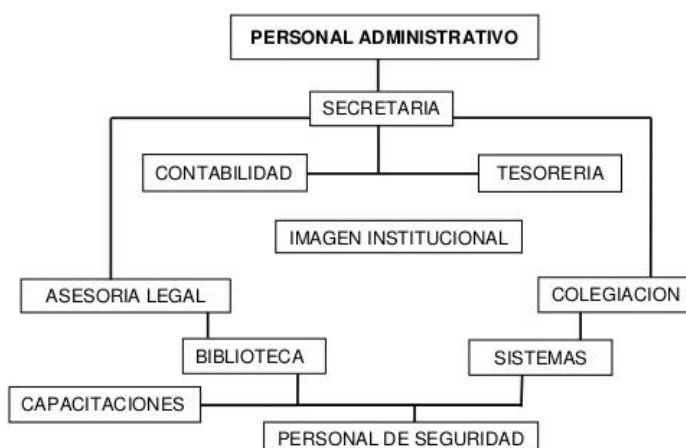 PERSONAL ADMINISTRATIVO
SECRETARIA
CONTABILIDAD
TESORERIA
IMAGEN INSTITUCIONAL
ASESORIA LEGAL
COLEGIACION
BIBLIOTECA
SISTEMAS
CAPACITACIONES
PERSONAL DE SEGURIDAD